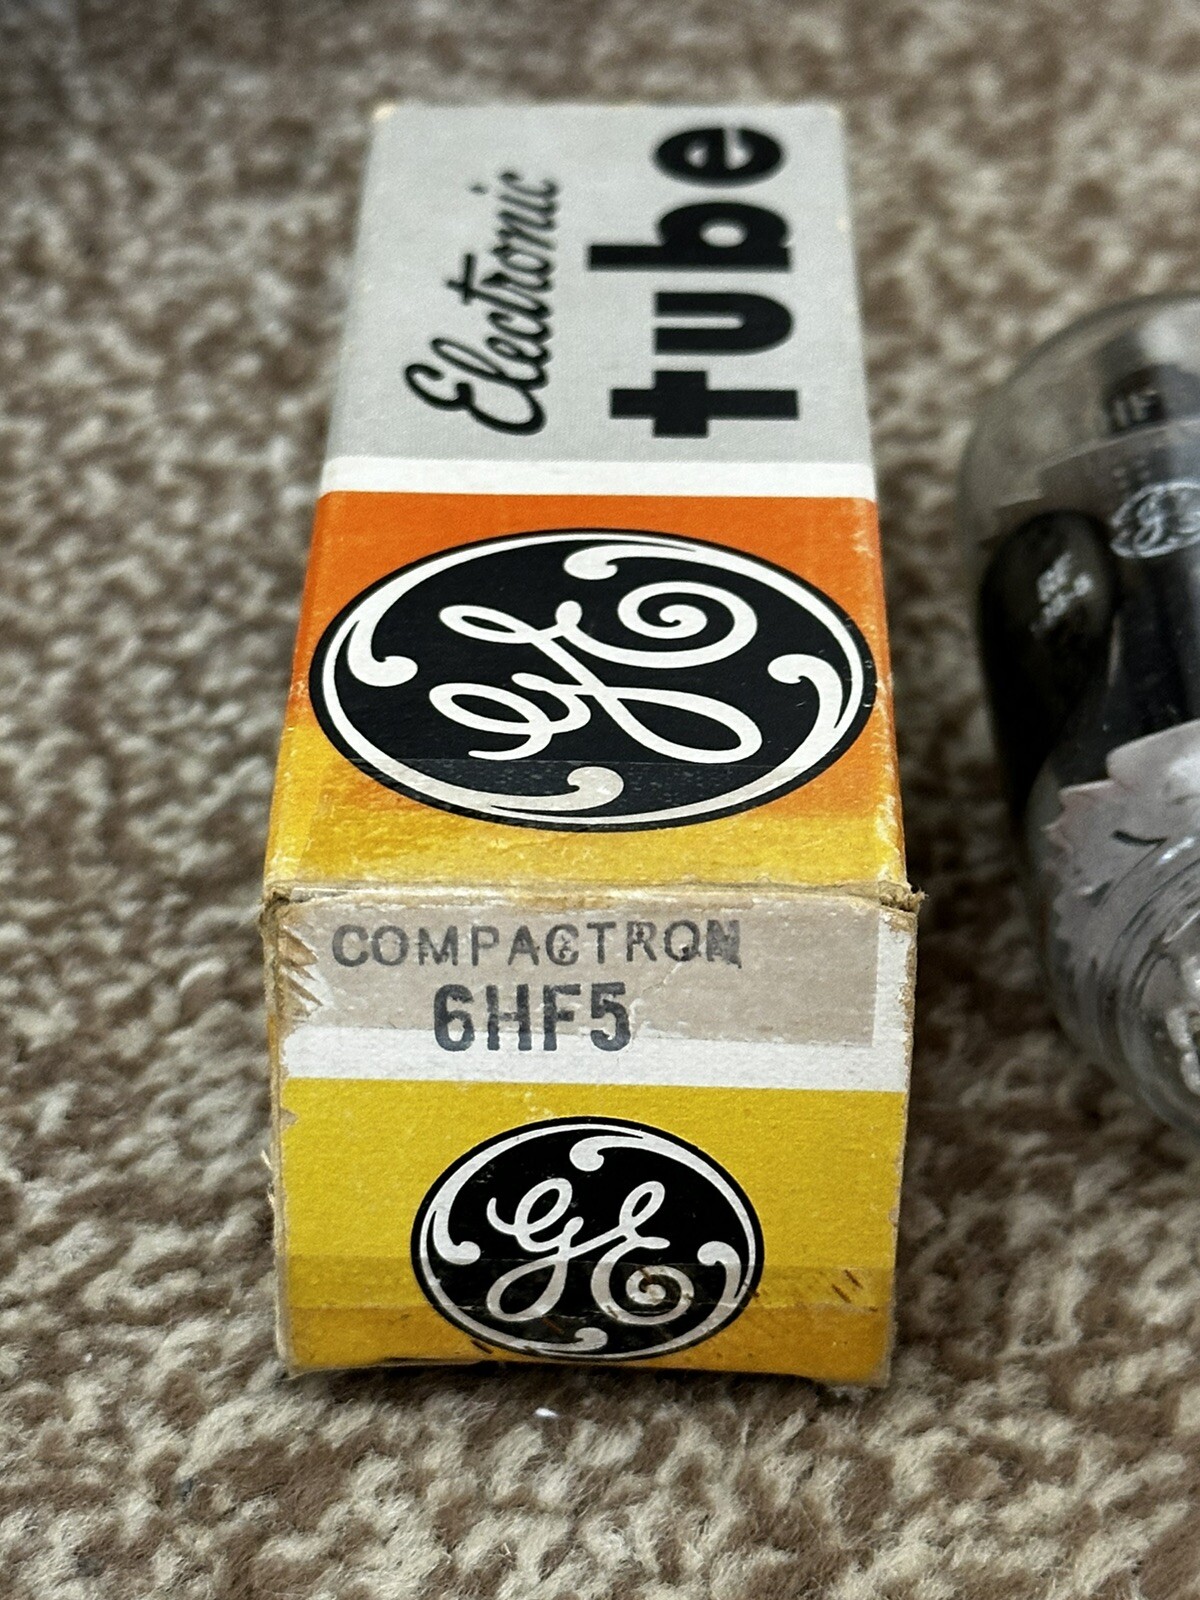 Electronic
tube
GE
COMPACTRON
6HF5
GE